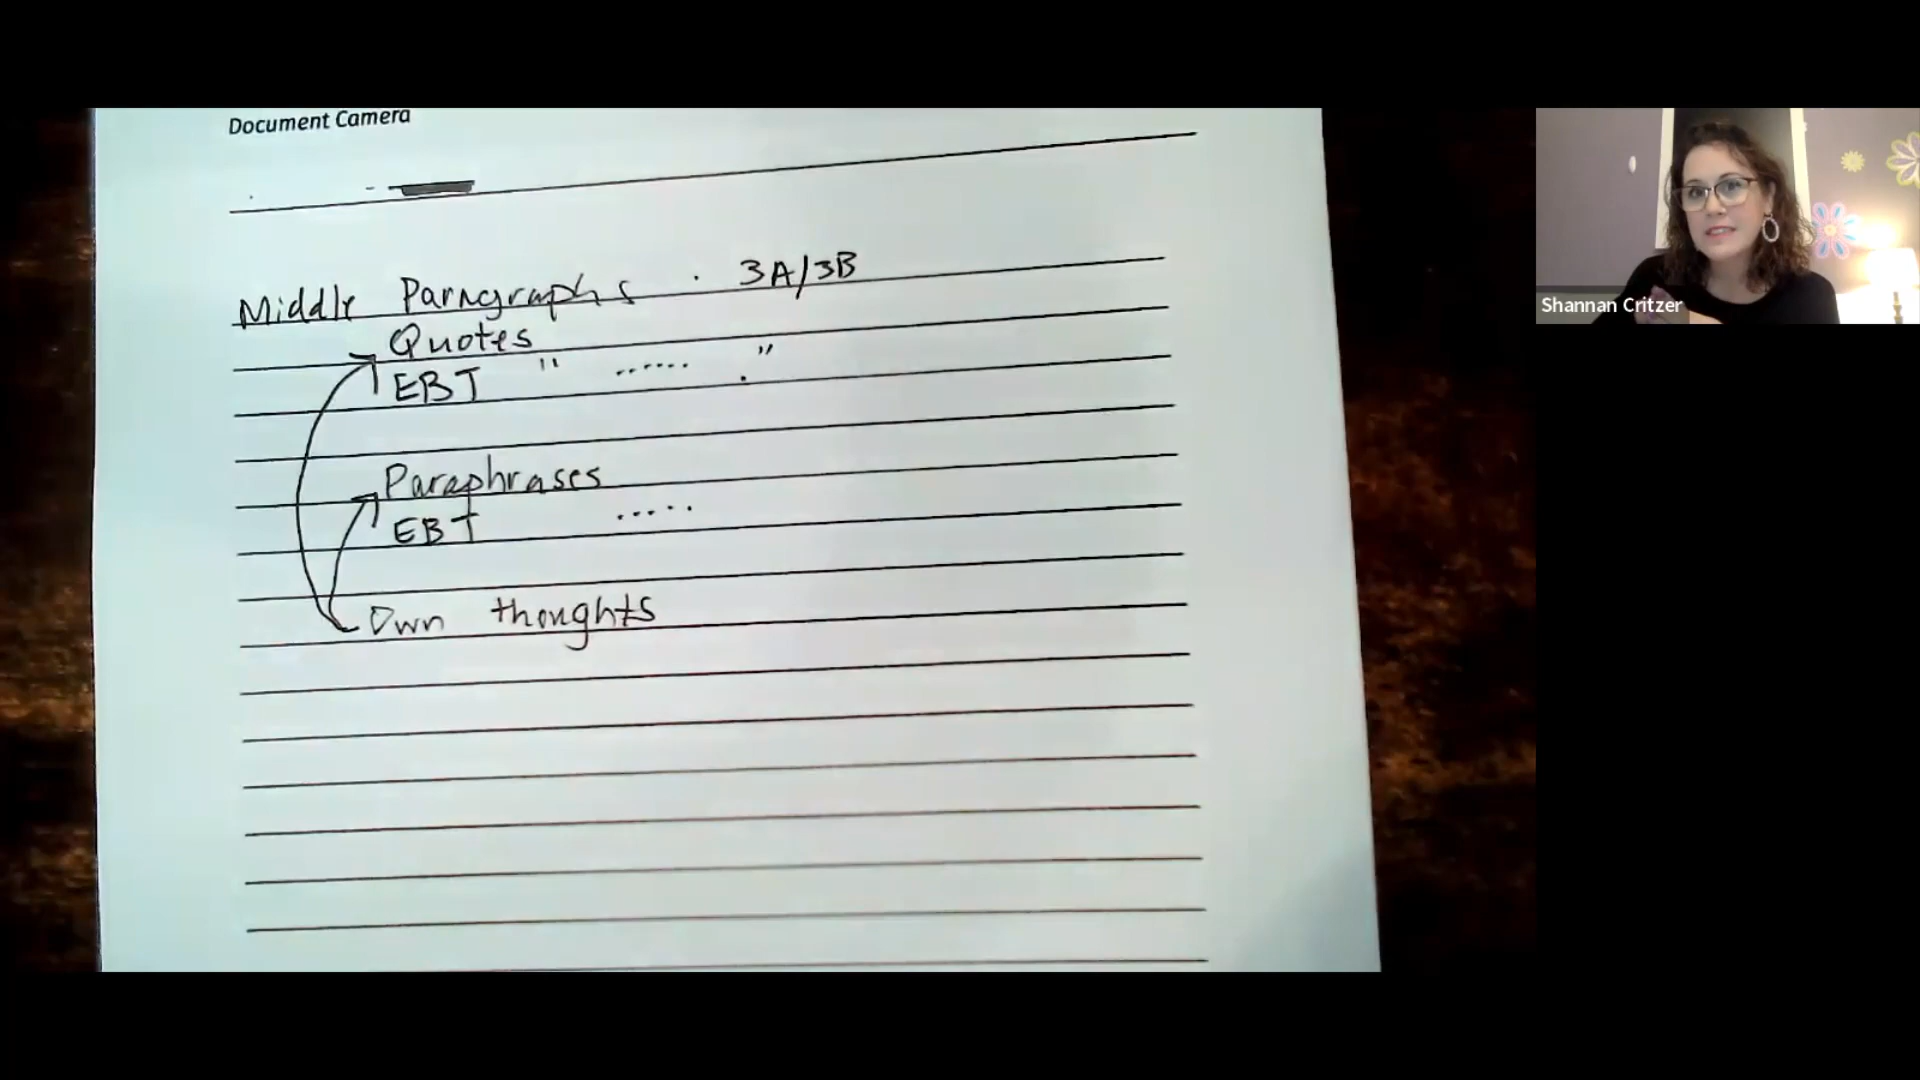 Document Camera
Middle Paragraphs . 3A/3B
Quotes
EBT " ...... ."
Paraphrases
EBT .....
Own thoughts
Shannan Critzer